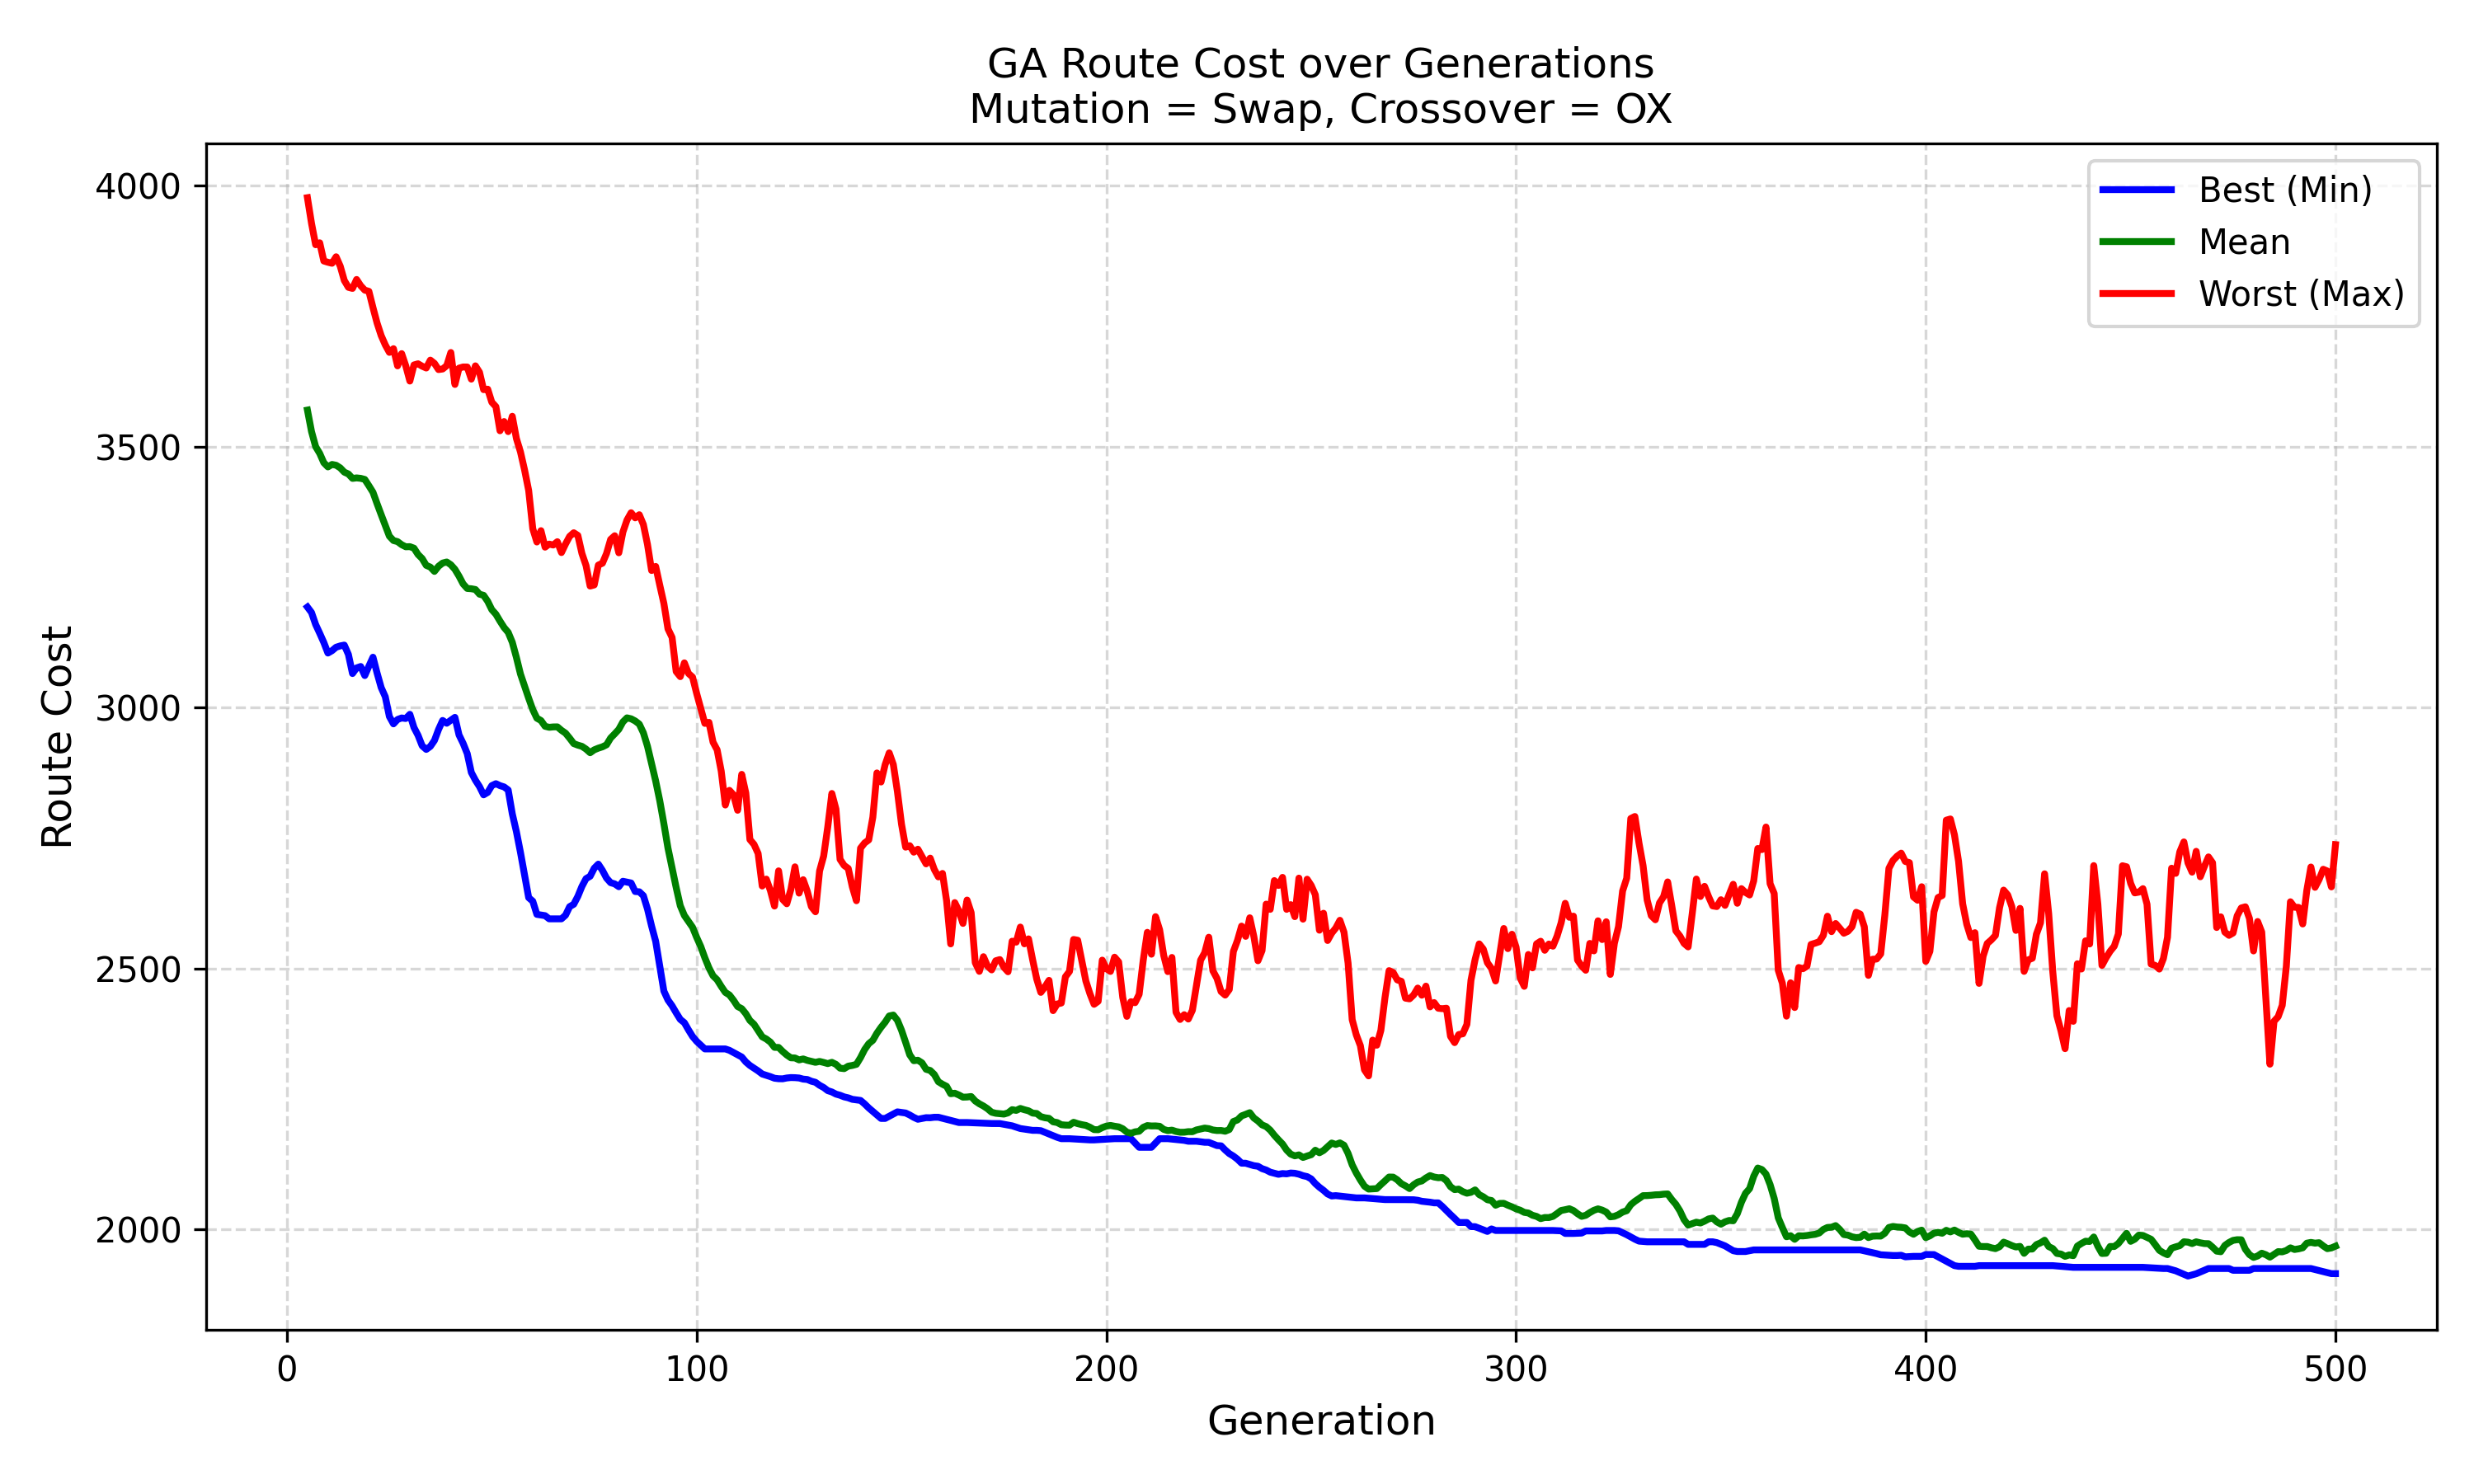 GA Route Cost over Generations
Mutation = Swap, Crossover = OX
Best (Min)
Mean
Worst (Max)
Route Cost
4000
3500
3000
2500
2000
0 100 200 300 400 500
Generation